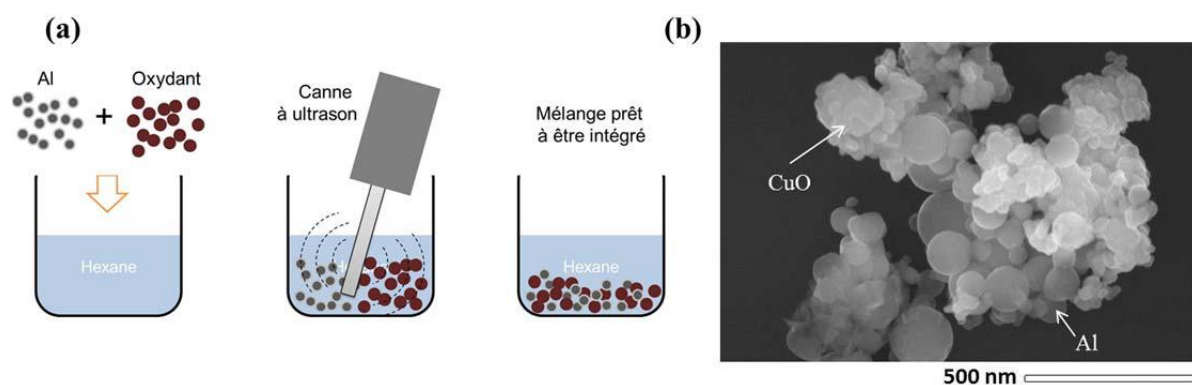 (a)
Al
Oxydant
+
Hexane
Canne
à ultrason
Mélange prêt
à être intégré
Hexane
(b)
CuO
Al
500 nm